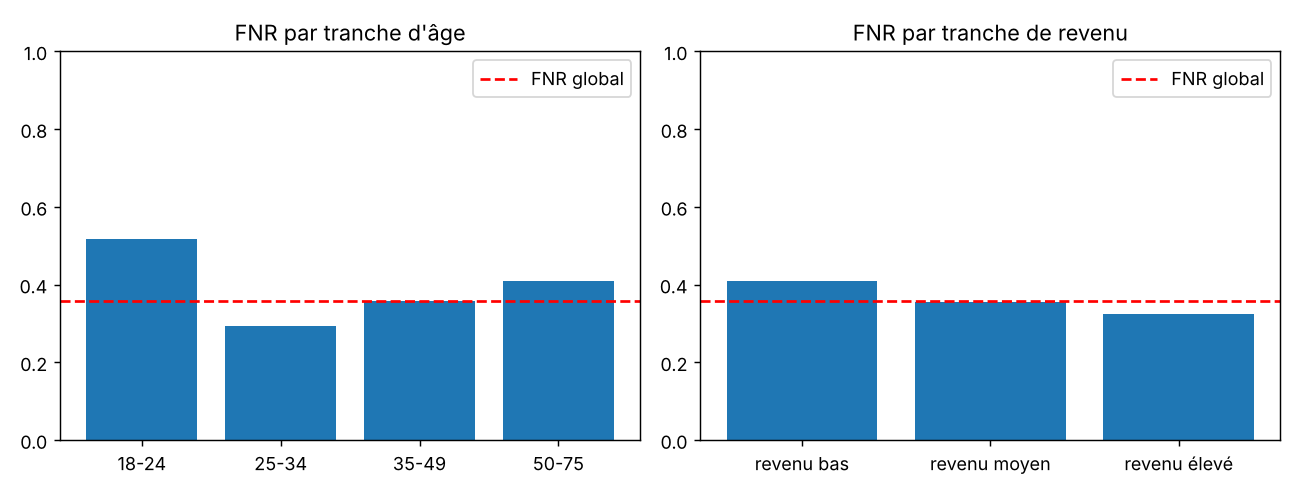 FNR par tranche d'âge
1.0
0.8
0.6
0.4
0.2
0.0
FNR global
18-24
25-34
35-49
50-75
FNR par tranche de revenu
1.0
0.8
0.6
0.4
0.2
0.0
FNR global
revenu bas
revenu moyen
revenu élevé